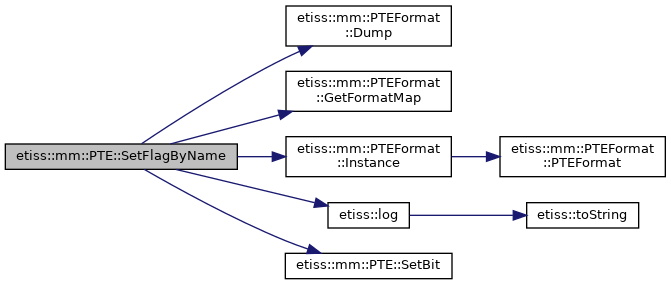 etiss::mm::PTEFormat
::Dump
etiss::mm::PTEFormat
::GetFormatMap
etiss::mm::PTE::SetFlagByName
etiss::mm::PTEFormat
::Instance
etiss::mm::PTEFormat
::PTEFormat
etiss::log
etiss::toString
etiss::mm::PTE::SetBit